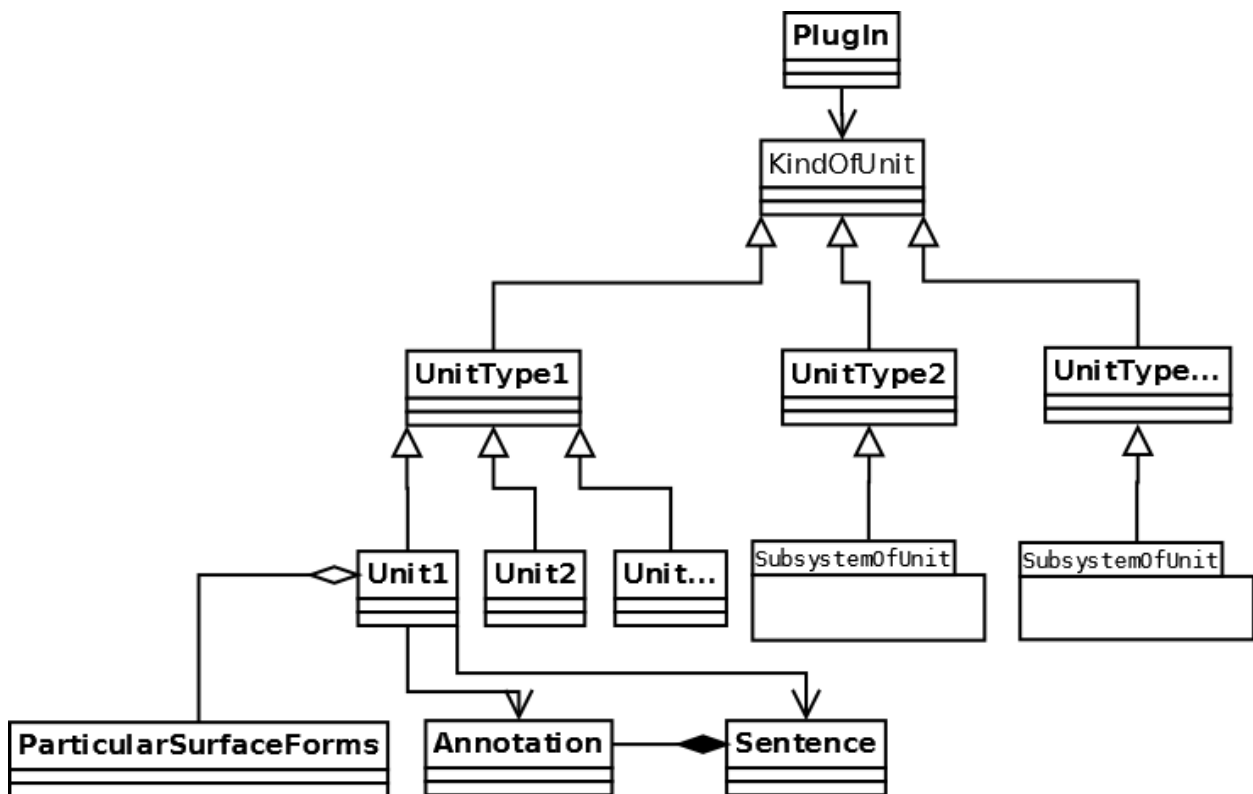 PlugIn
KindOfUnit
UnitType1
UnitType2
UnitType...
Unit1
Unit2
Unit...
SubsystemOfUnit
SubsystemOfUnit
ParticularSurfaceForms
Annotation
Sentence